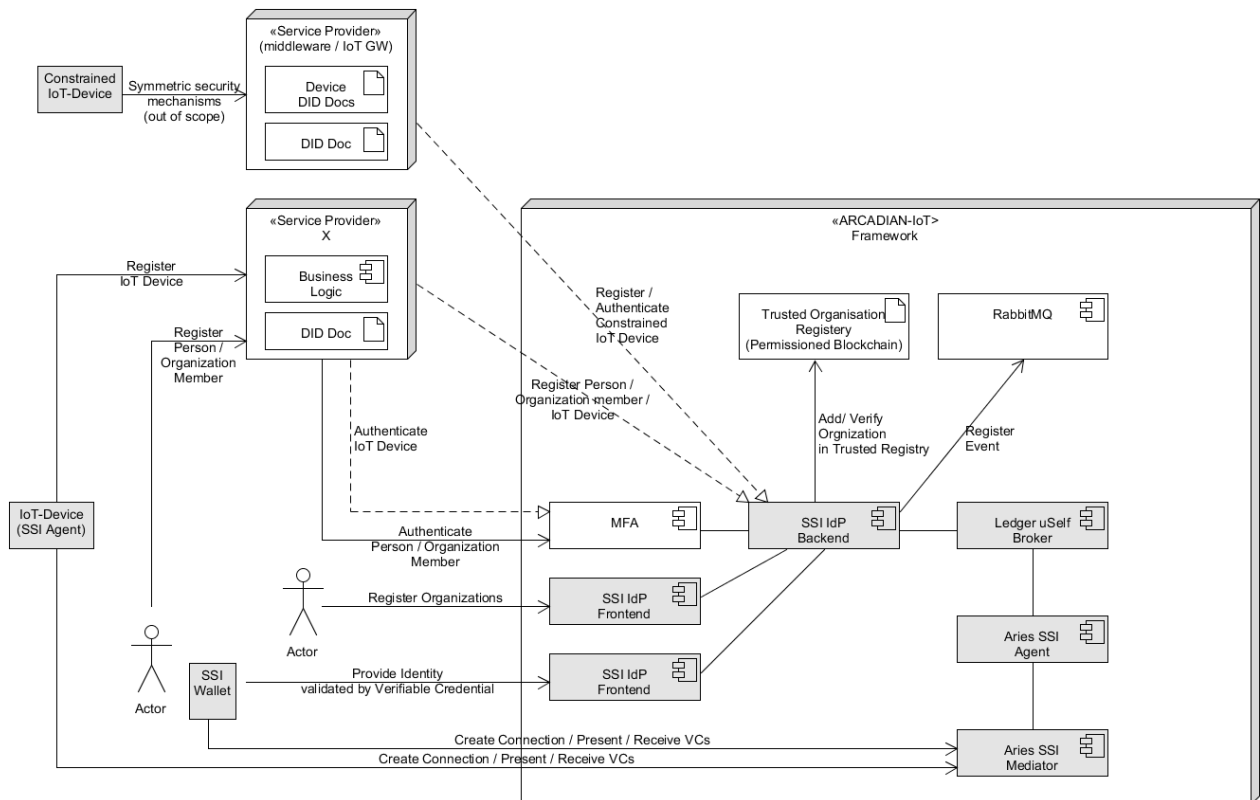 «Service Provider»
(middleware / IoT GW)
Constrained
IoT-Device
Symmetric security
mechanisms
(out of scope)
Device
DID Docs
DID Doc
«Service Provider»
X
Business
Logic
DID Doc
Register
IoT Device
Register
Person /
Organization
Member
«ARCADIAN-IoT>
Framework
Register /
Authenticate
Constrained
IoT Device
Trusted Organisation
Registery
(Permissioned Blockchain)
RabbitMQ
Register Person /
Organization member /
IoT Device
Authenticate
IoT Device
Add/ Verify
Orgnization
in Trusted Registry
Register
Event
IoT-Device
(SSI Agent)
MFA
SSI IdP
Backend
Ledger uSelf
Broker
Authenticate
Person / Organization
Member
Register Organizations
SSI IdP
Frontend
Actor
Aries SSI
Agent
SSI
Wallet
Actor
Provide Identity
validated by Verifiable Credential
SSI IdP
Frontend
Create Connection / Present / Receive VCs
Create Connection / Present / Receive VCs
Aries SSI
Mediator